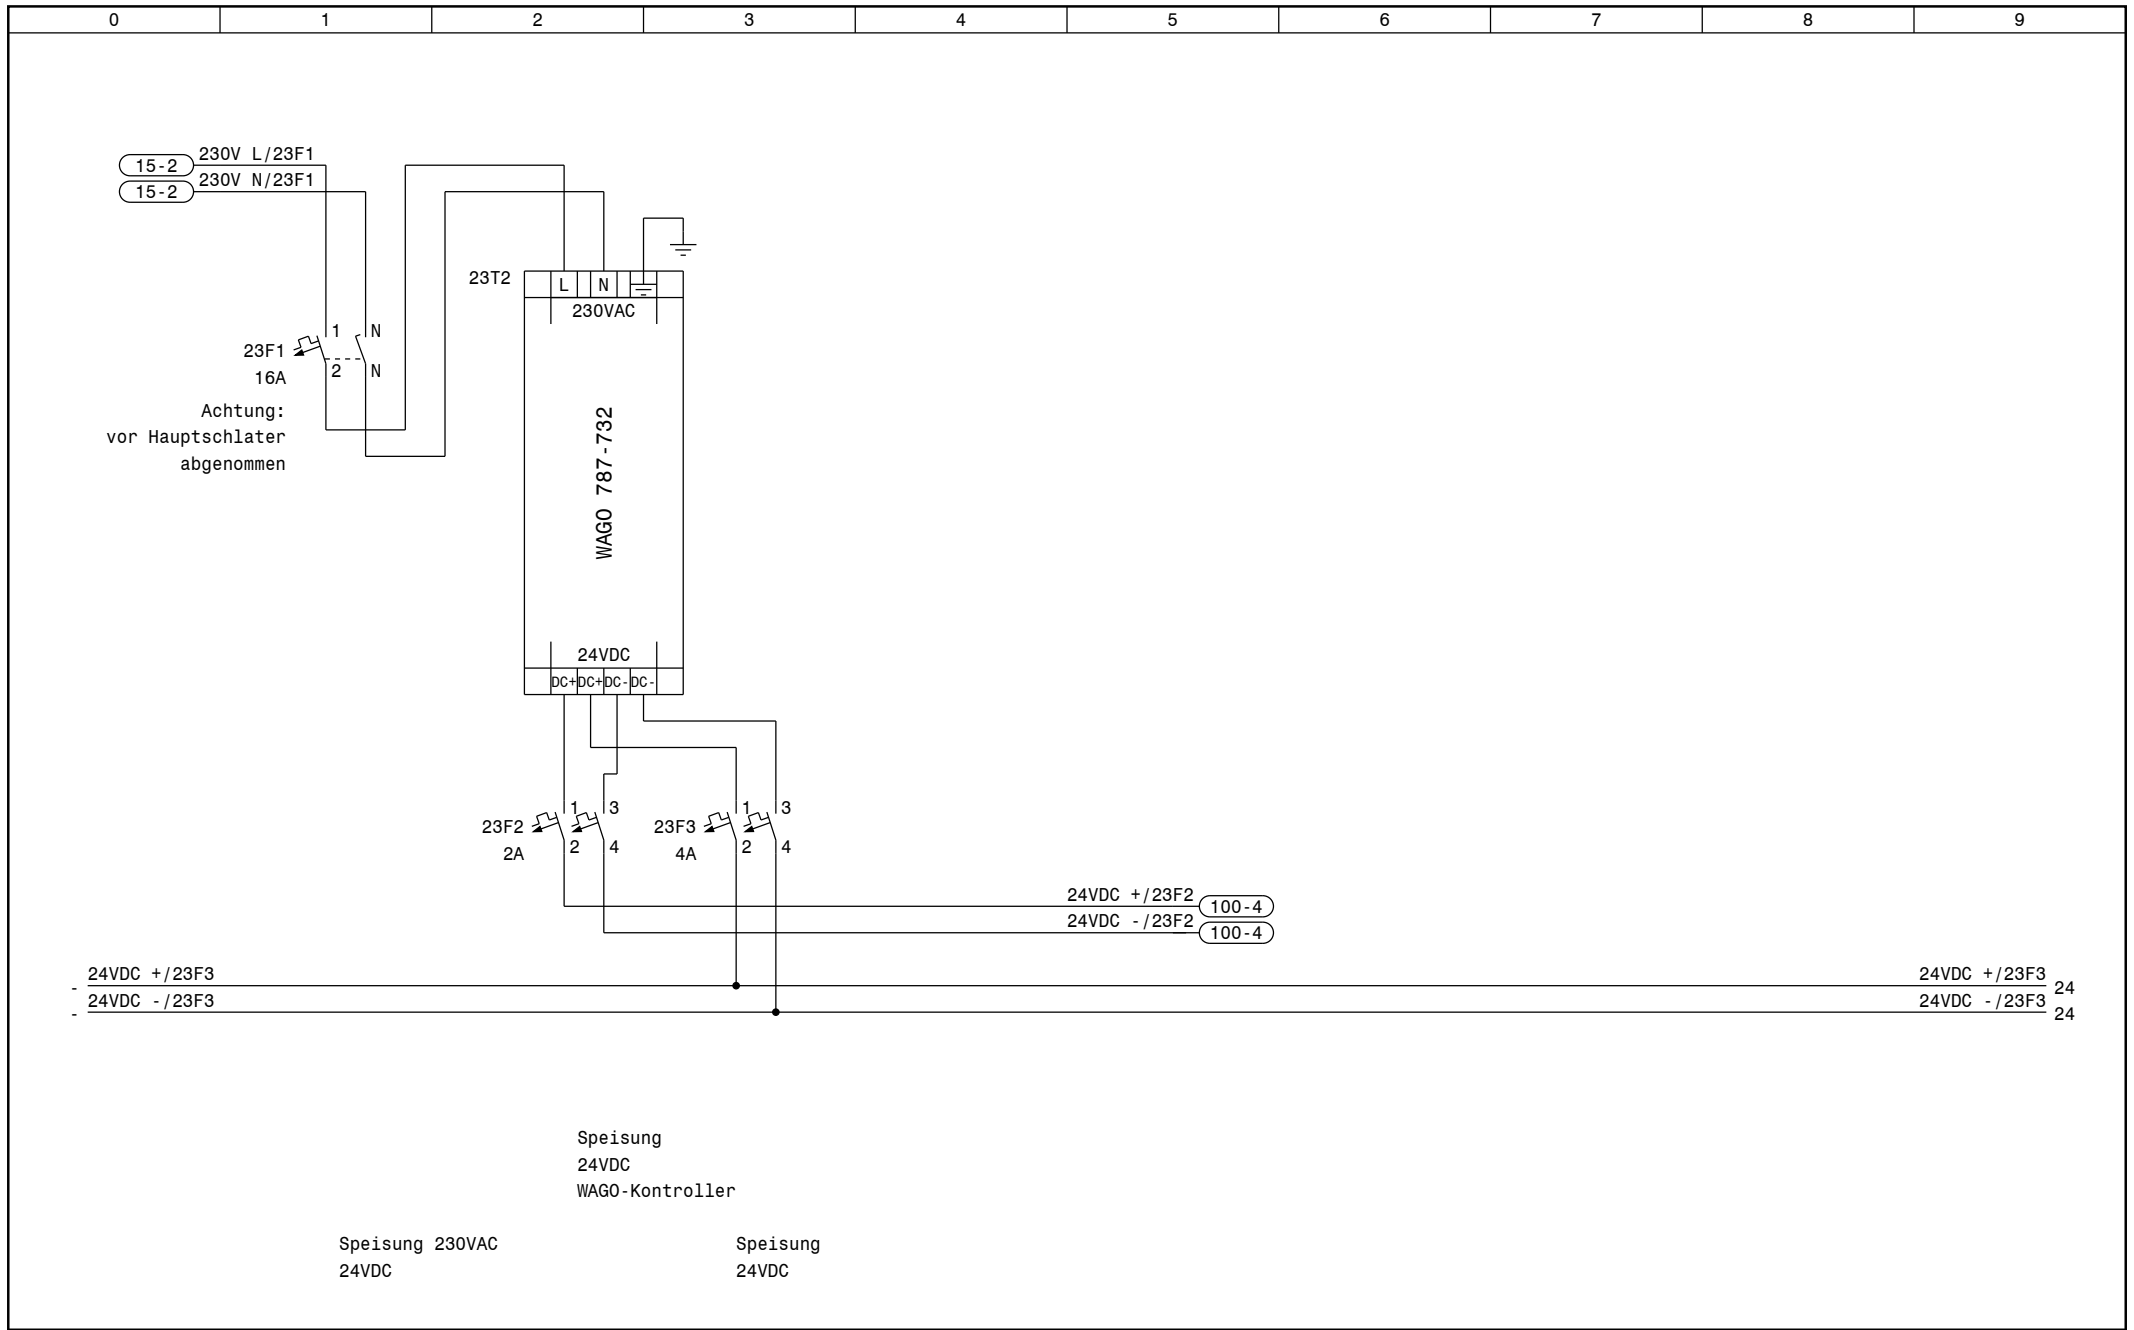 0 1 2 3 4 5 6 7 8 9
230V L/23F1
15-2
230V N/23F1
15-2
23T2
L N
230VAC
1 N
23F1
2 N
16A
Achtung:
vor Hauptschlater
abgenommen
WAGO 787-732
24VDC
DC+ DC+ DC- DC-
1 3 1 3
23F2 23F3
2 4 2 4
2A 4A
24VDC +/23F2
100-4
24VDC -/23F2
100-4
24VDC +/23F3 24VDC +/23F3
- 24
24VDC -/23F3 24VDC -/23F3
- 24
Speisung
24VDC
WAGO-Kontroller
Speisung 230VAC
24VDC
Speisung
24VDC